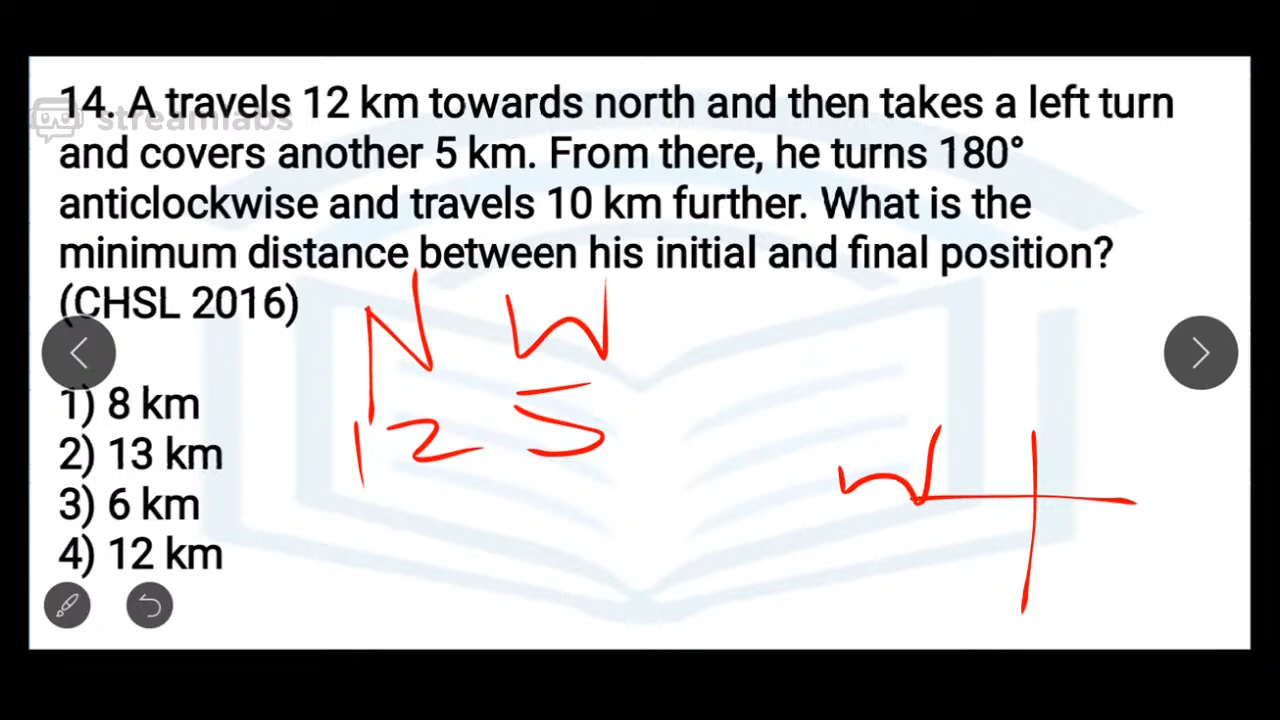 streamlabs
14. A travels 12 km towards north and then takes a left turn
and covers another 5 km. From there, he turns 180°
anticlockwise and travels 10 km further. What is the
minimum distance between his initial and final position?
(CHSL 2016)
N W
12 5
1) 8 km
2) 13 km
3) 6 km
4) 12 km
W